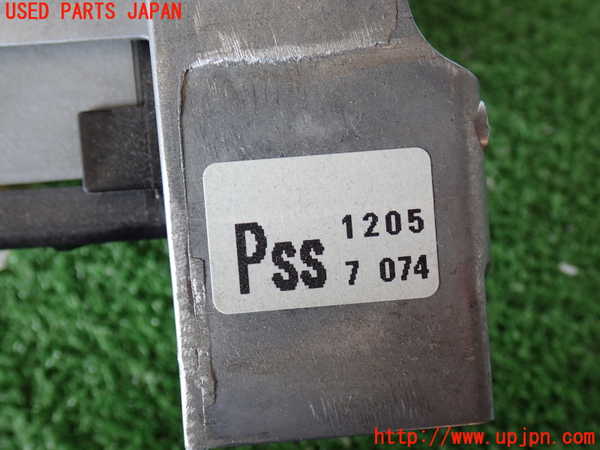 USED PARTS JAPAN
Pss
1205
7 074
http://www.upjpn.com